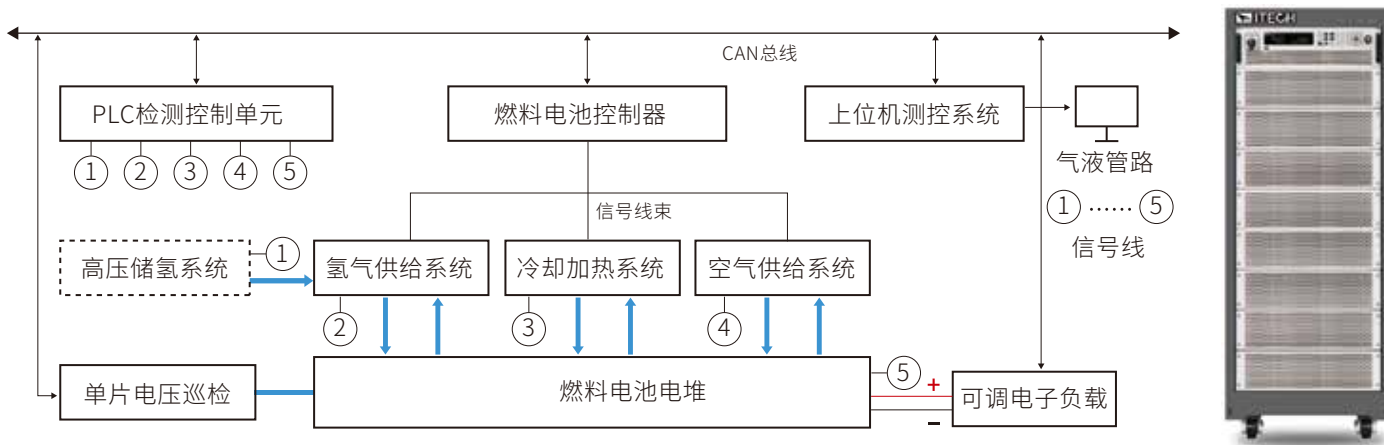 ITECH
CAN总线
PLC检测控制单元
燃料电池控制器
上位机测控系统
① ② ③ ④ ⑤
气液管路
① ······ ⑤
信号线
信号线束
高压储氢系统
①
氢气供给系统
冷却加热系统
空气供给系统
② ③ ④
单片电压巡检
燃料电池电堆
⑤
+
−
可调电子负载